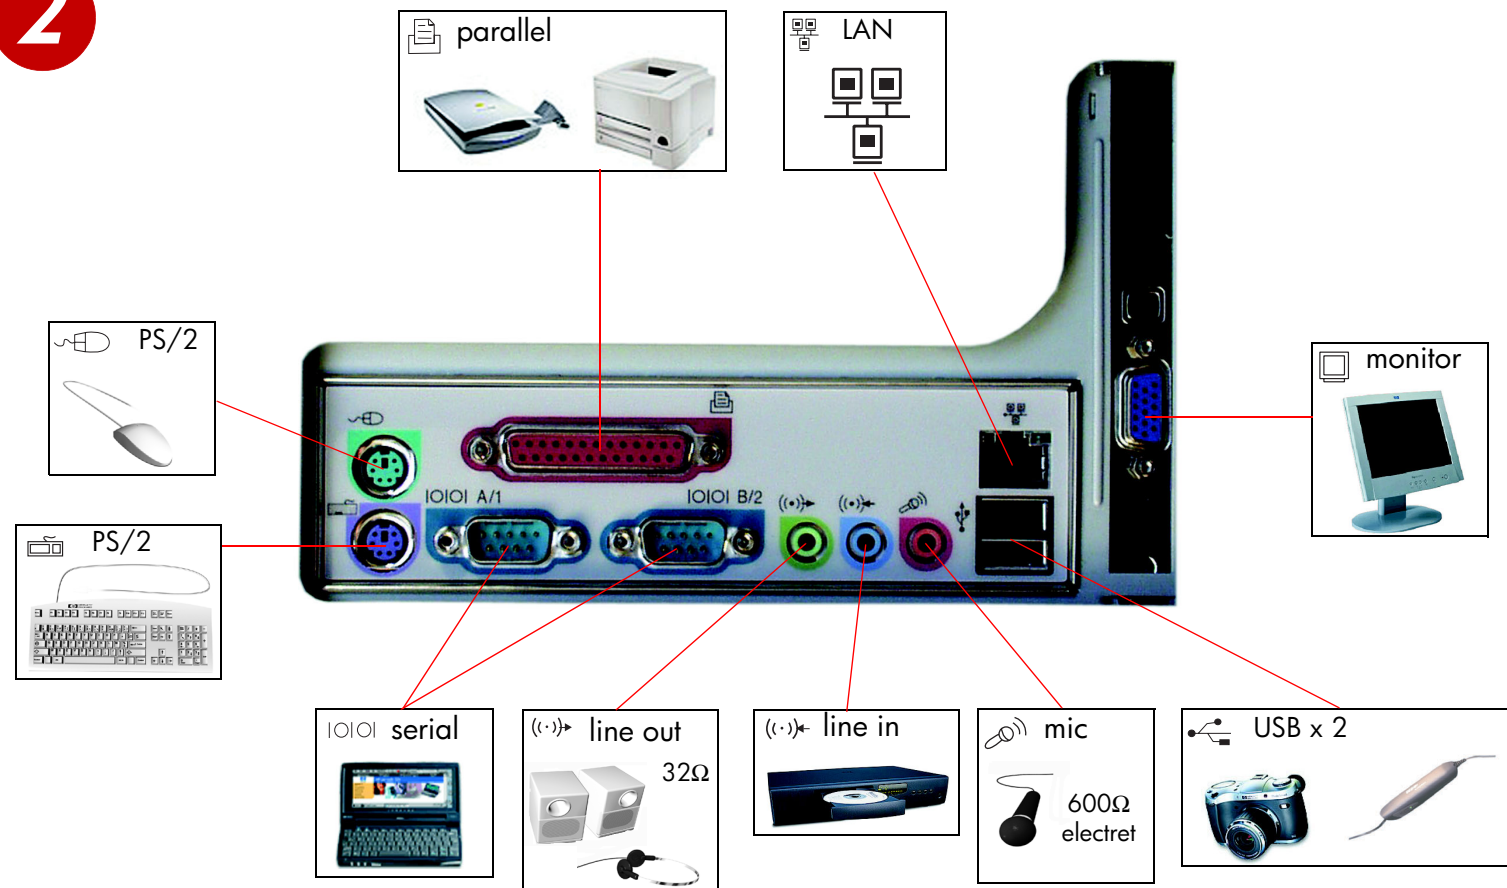 2
parallel
LAN
PS/2
monitor
PS/2
IOIOI A/1
IOIOI B/2
IOIOI serial
line out
32Ω
line in
mic
600Ω
electret
USB x 2